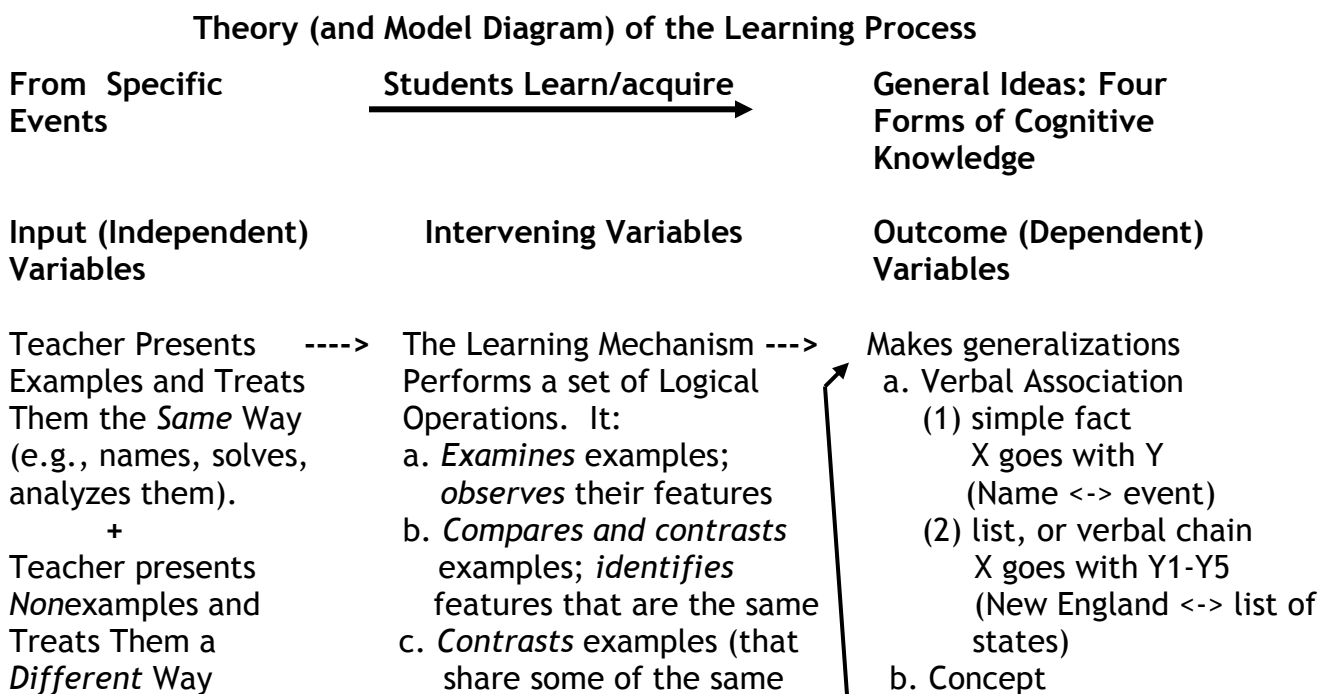 Theory (and Model Diagram) of the Learning Process
From Specific Events
Students Learn/acquire
General Ideas: Four Forms of Cognitive Knowledge
Input (Independent) Variables
Intervening Variables
Outcome (Dependent) Variables
Teacher Presents ---->
Examples and Treats
Them the Same Way
(e.g., names, solves,
analyzes them).
+
Teacher presents
Nonexamples and
Treats Them a
Different Way
The Learning Mechanism --->
Performs a set of Logical
Operations. It:
a. Examines examples;
observes their features
b. Compares and contrasts
examples; identifies
features that are the same
c. Contrasts examples (that
share some of the same
Makes generalizations
a. Verbal Association
(1) simple fact
X goes with Y
(Name <-> event)
(2) list, or verbal chain
X goes with Y1-Y5
(New England <-> list of
states)
b. Concept